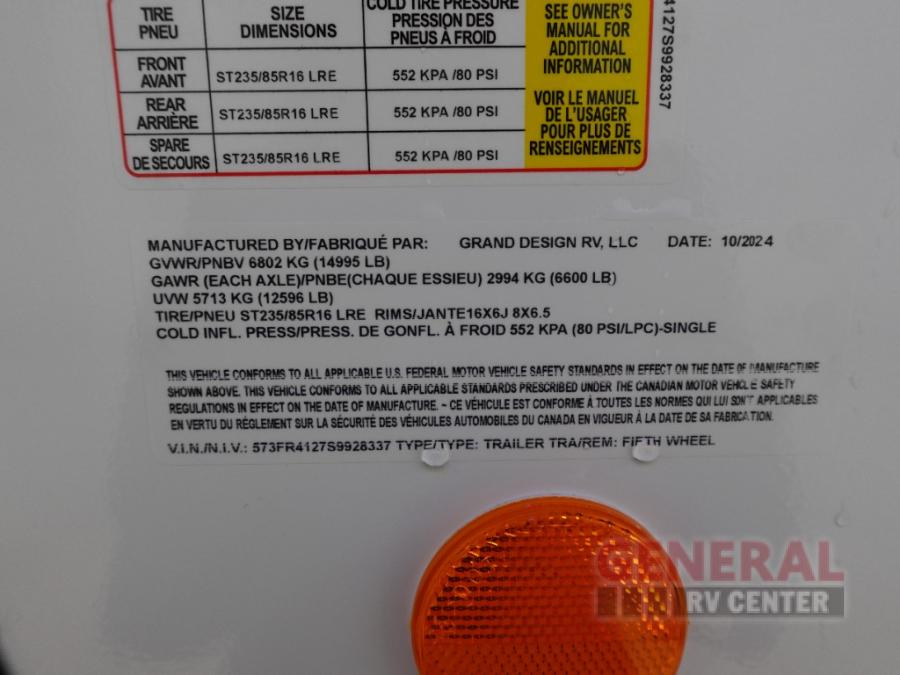 TIRE
PNEU
SIZE
DIMENSIONS
COLD TIRE PRESSURE
PRESSION DES
PNEUS À FROID
SEE OWNER'S
MANUAL FOR
ADDITIONAL
INFORMATION
VOIR LE MANUEL
DE L'USAGER
POUR PLUS DE
RENSEIGNEMENTS
FRONT
AVANT
ST235/85R16 LRE
552 KPA /80 PSI
REAR
ARRIÈRE
ST235/85R16 LRE
552 KPA /80 PSI
SPARE
DE SECOURS
ST235/85R16 LRE
552 KPA /80 PSI
4127S9928337
MANUFACTURED BY/FABRIQUÉ PAR: GRAND DESIGN RV, LLC DATE: 10/2024
GVWR/PNBV 6802 KG (14995 LB)
GAWR (EACH AXLE)/PNBE(CHAQUE ESSIEU) 2994 KG (6600 LB)
UVW 5713 KG (12596 LB)
TIRE/PNEU ST235/85R16 LRE RIMS/JANTE16X6J 8X6.5
COLD INFL. PRESS/PRESS. DE GONFL. À FROID 552 KPA (80 PSI/LPC)-SINGLE
THIS VEHICLE CONFORMS TO ALL APPLICABLE U.S. FEDERAL MOTOR VEHICLE SAFETY STANDARDS IN EFFECT ON THE DATE OF MANUFACTURE
SHOWN ABOVE. THIS VEHICLE CONFORMS TO ALL APPLICABLE STANDARDS PRESCRIBED UNDER THE CANADIAN MOTOR VEHICLE SAFETY
REGULATIONS IN EFFECT ON THE DATE OF MANUFACTURE. - CE VÉHICULE EST CONFORME À TOUTES LES NORMES QUI LUI SONT APPLICABLES
EN VERTU DU RÉGLEMENT SUR LA SÉCURITÉ DES VÉHICULES AUTOMOBILES DU CANADA EN VIGUEUR À LA DATE DE SA FABRICATION.
V.I.N./N.I.V.: 573FR4127S9928337 TYPE/TYPE: TRAILER TRA/REM: FIFTH WHEEL
GENERAL
RV CENTER